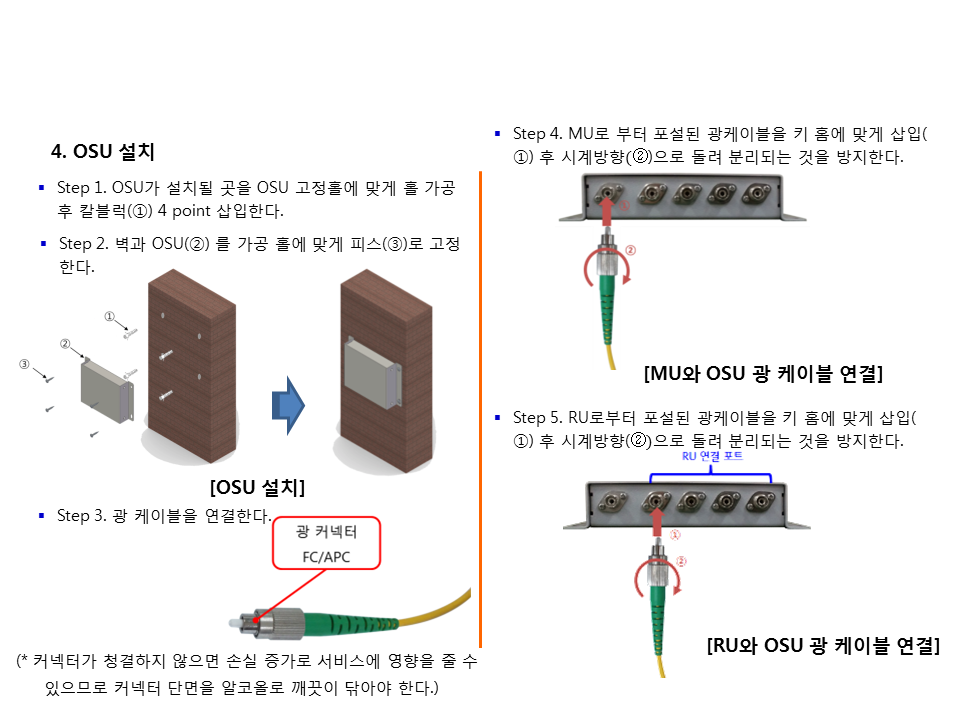 4. OSU 설치
▪ Step 1. OSU가 설치될 곳을 OSU 고정홀에 맞게 홀 가공
후 칼블럭(①) 4 point 삽입한다.
▪ Step 2. 벽과 OSU(②) 를 가공 홀에 맞게 피스(③)로 고정
한다.
①
②
③
[OSU 설치]
▪ Step 3. 광 케이블을 연결한다.
광 커넥터
FC/APC
(* 커넥터가 청결하지 않으면 손실 증가로 서비스에 영향을 줄 수
있으므로 커넥터 단면을 알코올로 깨끗이 닦아야 한다.)
▪ Step 4. MU로 부터 포설된 광케이블을 키 홈에 맞게 삽입(
①) 후 시계방향(②)으로 돌려 분리되는 것을 방지한다.
①
②
[MU와 OSU 광 케이블 연결]
▪ Step 5. RU로부터 포설된 광케이블을 키 홈에 맞게 삽입(
①) 후 시계방향(②)으로 돌려 분리되는 것을 방지한다.
RU 연결 포트
①
②
[RU와 OSU 광 케이블 연결]